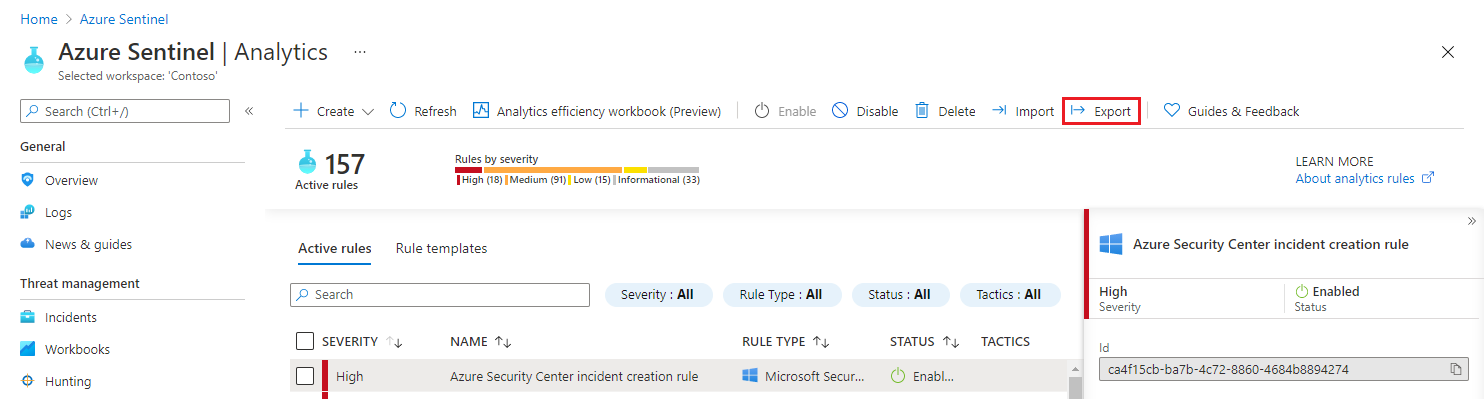 Home > Azure Sentinel
Azure Sentinel | Analytics ...
Selected workspace: 'Contoso'
Search (Ctrl+/) «
Create Refresh Analytics efficiency workbook (Preview) Enable Disable Delete Import Export Guides & Feedback
General
Overview
Logs
News & guides
Threat management
Incidents
Workbooks
Hunting
157
Active rules
Rules by severity
High (18) Medium (91) Low (15) Informational (33)
LEARN MORE
About analytics rules
Active rules Rule templates
Search Severity : All Rule Type : All Status : All Tactics : All
SEVERITY NAME RULE TYPE STATUS TACTICS
High Azure Security Center incident creation rule Microsoft Secur... Enabl...
»
Azure Security Center incident creation rule
High Enabled
Severity Status
Id
ca4f15cb-ba7b-4c72-8860-4684b8894274